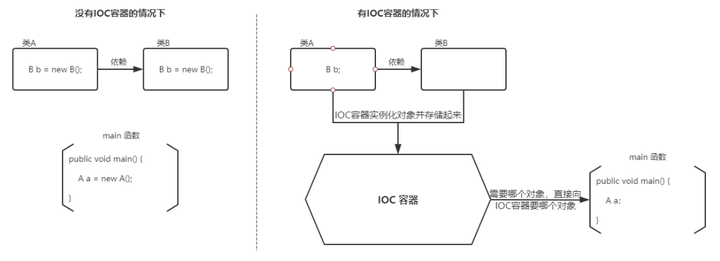 没有IOC容器的情况下
类A
B b = new B();
依赖
类B
B b = new B();
main 函数
public void main() {
A a = new A();
}
有IOC容器的情况下
类A
B b;
依赖
类B
IOC容器实例化对象并存储起来
IOC 容器
需要哪个对象，直接向
IOC容器要哪个对象
main 函数
public void main() {
A a;
}